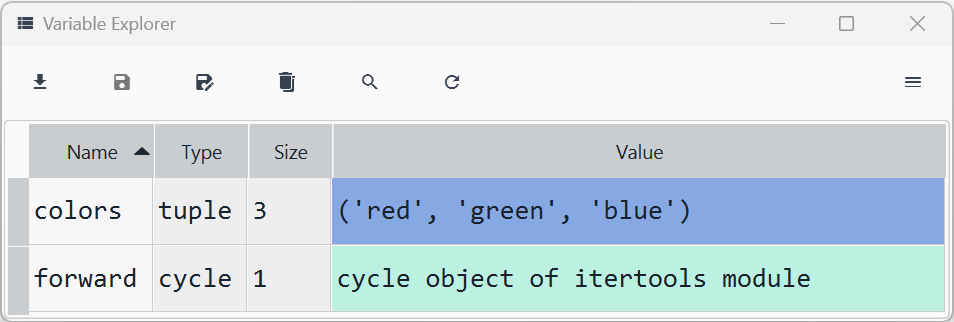 Variable Explorer
Name Type Size Value
colors tuple 3 ('red', 'green', 'blue')
forward cycle 1 cycle object of itertools module